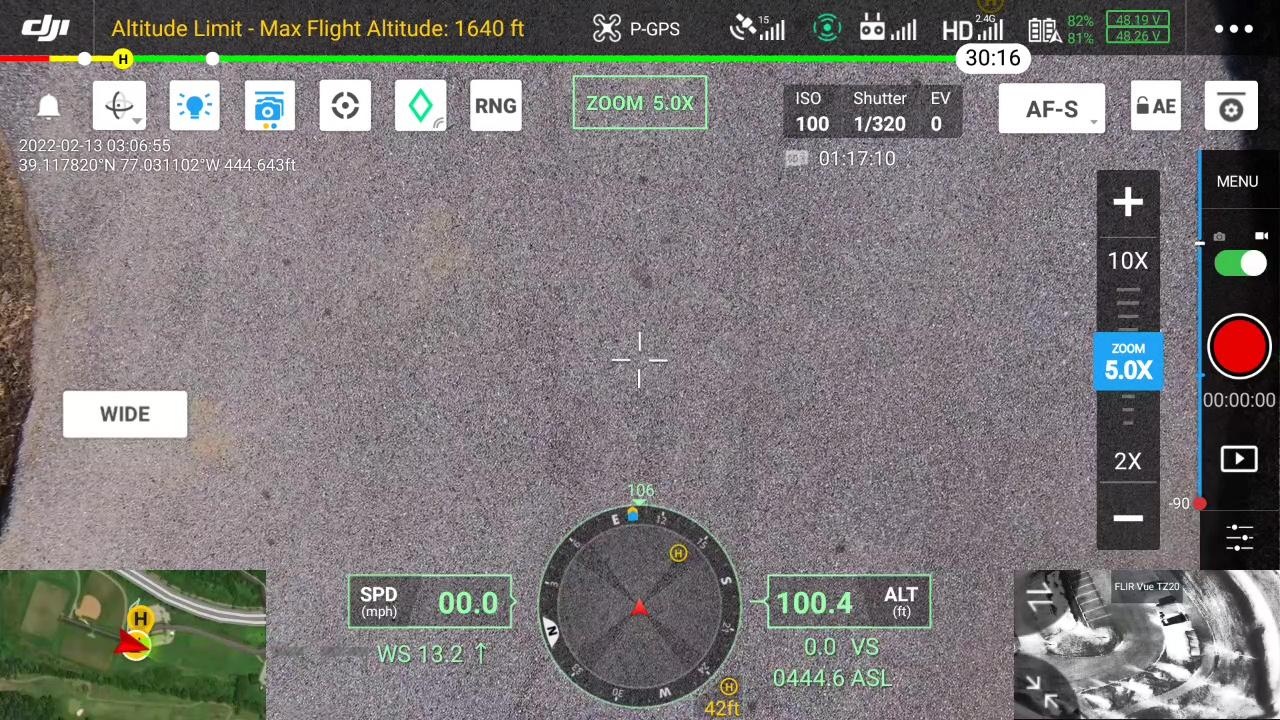 dji
Altitude Limit - Max Flight Altitude: 1640 ft
P-GPS
15
HD 2.4G
82%
81%
48.19 V
48.26 V
H
H
30:16
RNG
ZOOM 5.0X
ISO
100
Shutter
1/320
EV
0
AF-S
AE
2022-02-13 03:06:55
39.117820°N 77.031102°W 444.643ft
01:17:10
MENU
10X
ZOOM
5.0X
2X
WIDE
00:00:00
-90
106
E
12
15
S
W
30
N
H
SPD
(mph)
00.0
WS 13.2 ↑
100.4
ALT
(ft)
0.0 VS
0444.6 ASL
H
42ft
H
FLIR Vue TZ20